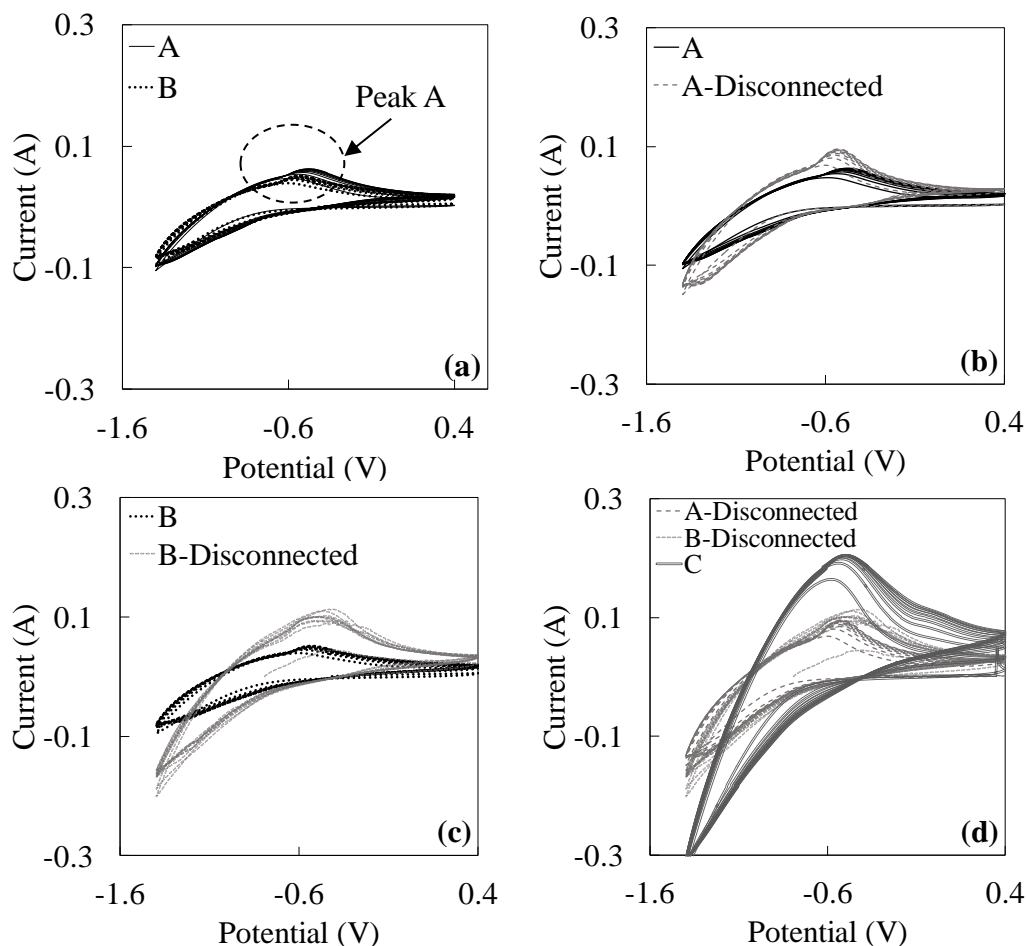 0.3
A
B
Peak A
0.1
Current (A)
-0.1
-0.3
(a)
-1.6
-0.6
0.4
Potential (V)
0.3
A
A-Disconnected
0.1
Current (A)
-0.1
-0.3
(b)
-1.6
-0.6
0.4
Potential (V)
0.3
B
B-Disconnected
0.1
Current (A)
-0.1
-0.3
(c)
-1.6
-0.6
0.4
Potential (V)
0.3
A-Disconnected
B-Disconnected
C
0.1
Current (A)
-0.1
-0.3
(d)
-1.6
-0.6
0.4
Potential (V)